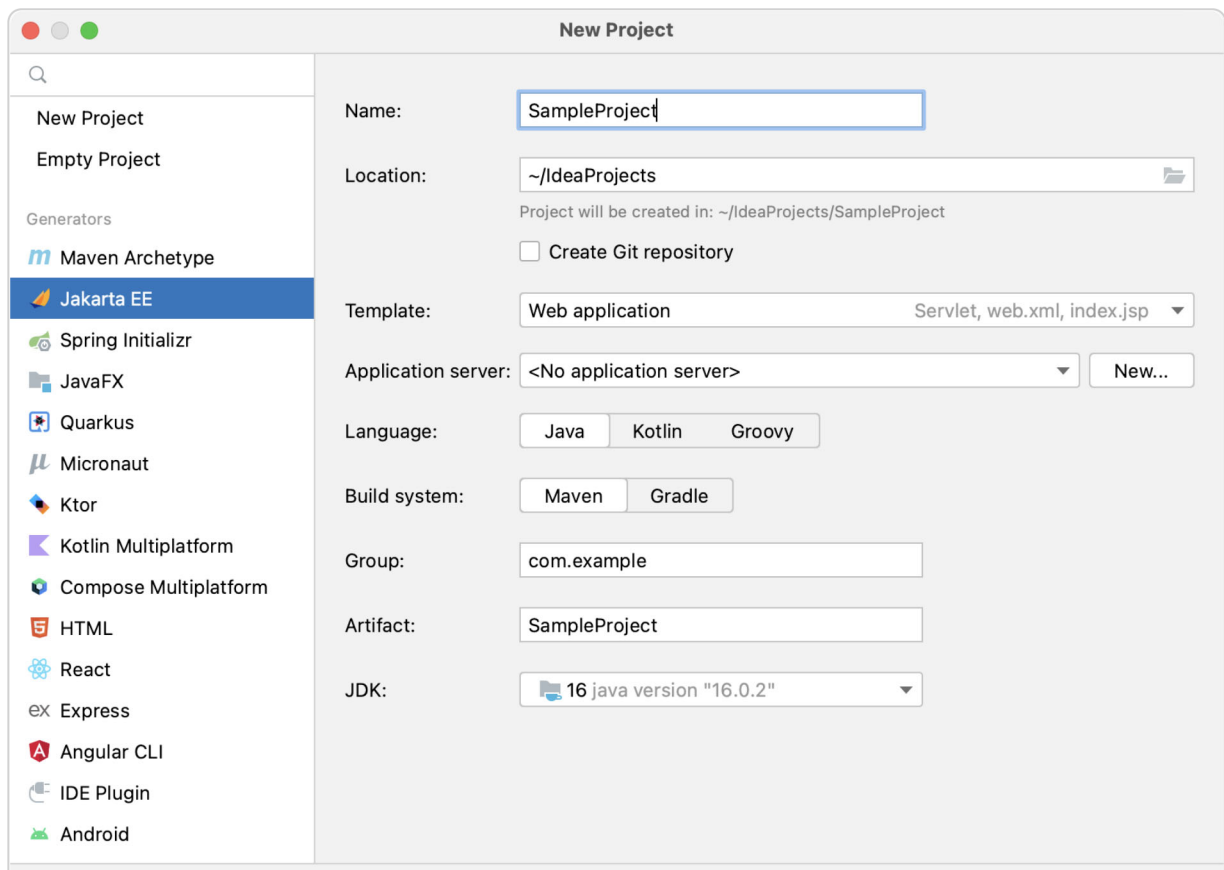 New Project
New Project
Empty Project
Generators
m Maven Archetype
Jakarta EE
Spring Initializr
JavaFX
Quarkus
μ Micronaut
Ktor
Kotlin Multiplatform
Compose Multiplatform
5 HTML
React
ex Express
A Angular CLI
IDE Plugin
Android
Name: SampleProject
Location: ~/IdeaProjects
Project will be created in: ~/IdeaProjects/SampleProject
Create Git repository
Template: Web application Servlet, web.xml, index.jsp
Application server: <No application server> New...
Language: Java Kotlin Groovy
Build system: Maven Gradle
Group: com.example
Artifact: SampleProject
JDK: 16 java version "16.0.2"